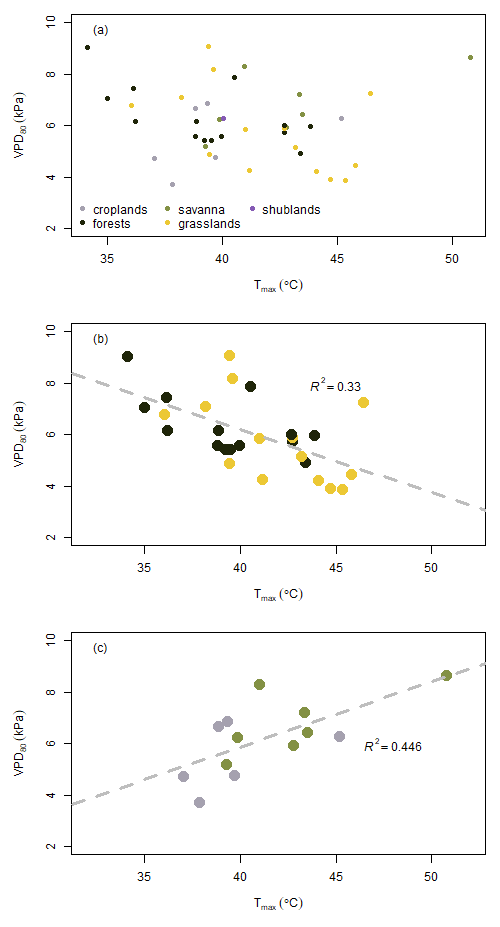 (a)
10
8
6
4
2
VPD80 (kPa)
croplands savanna shublands
forests grasslands
35 40 45 50
Tmax (°C)
(b)
R2 = 0.33
10
8
6
4
2
VPD80 (kPa)
35 40 45 50
Tmax (°C)
(c)
R2 = 0.446
10
8
6
4
2
VPD80 (kPa)
35 40 45 50
Tmax (°C)